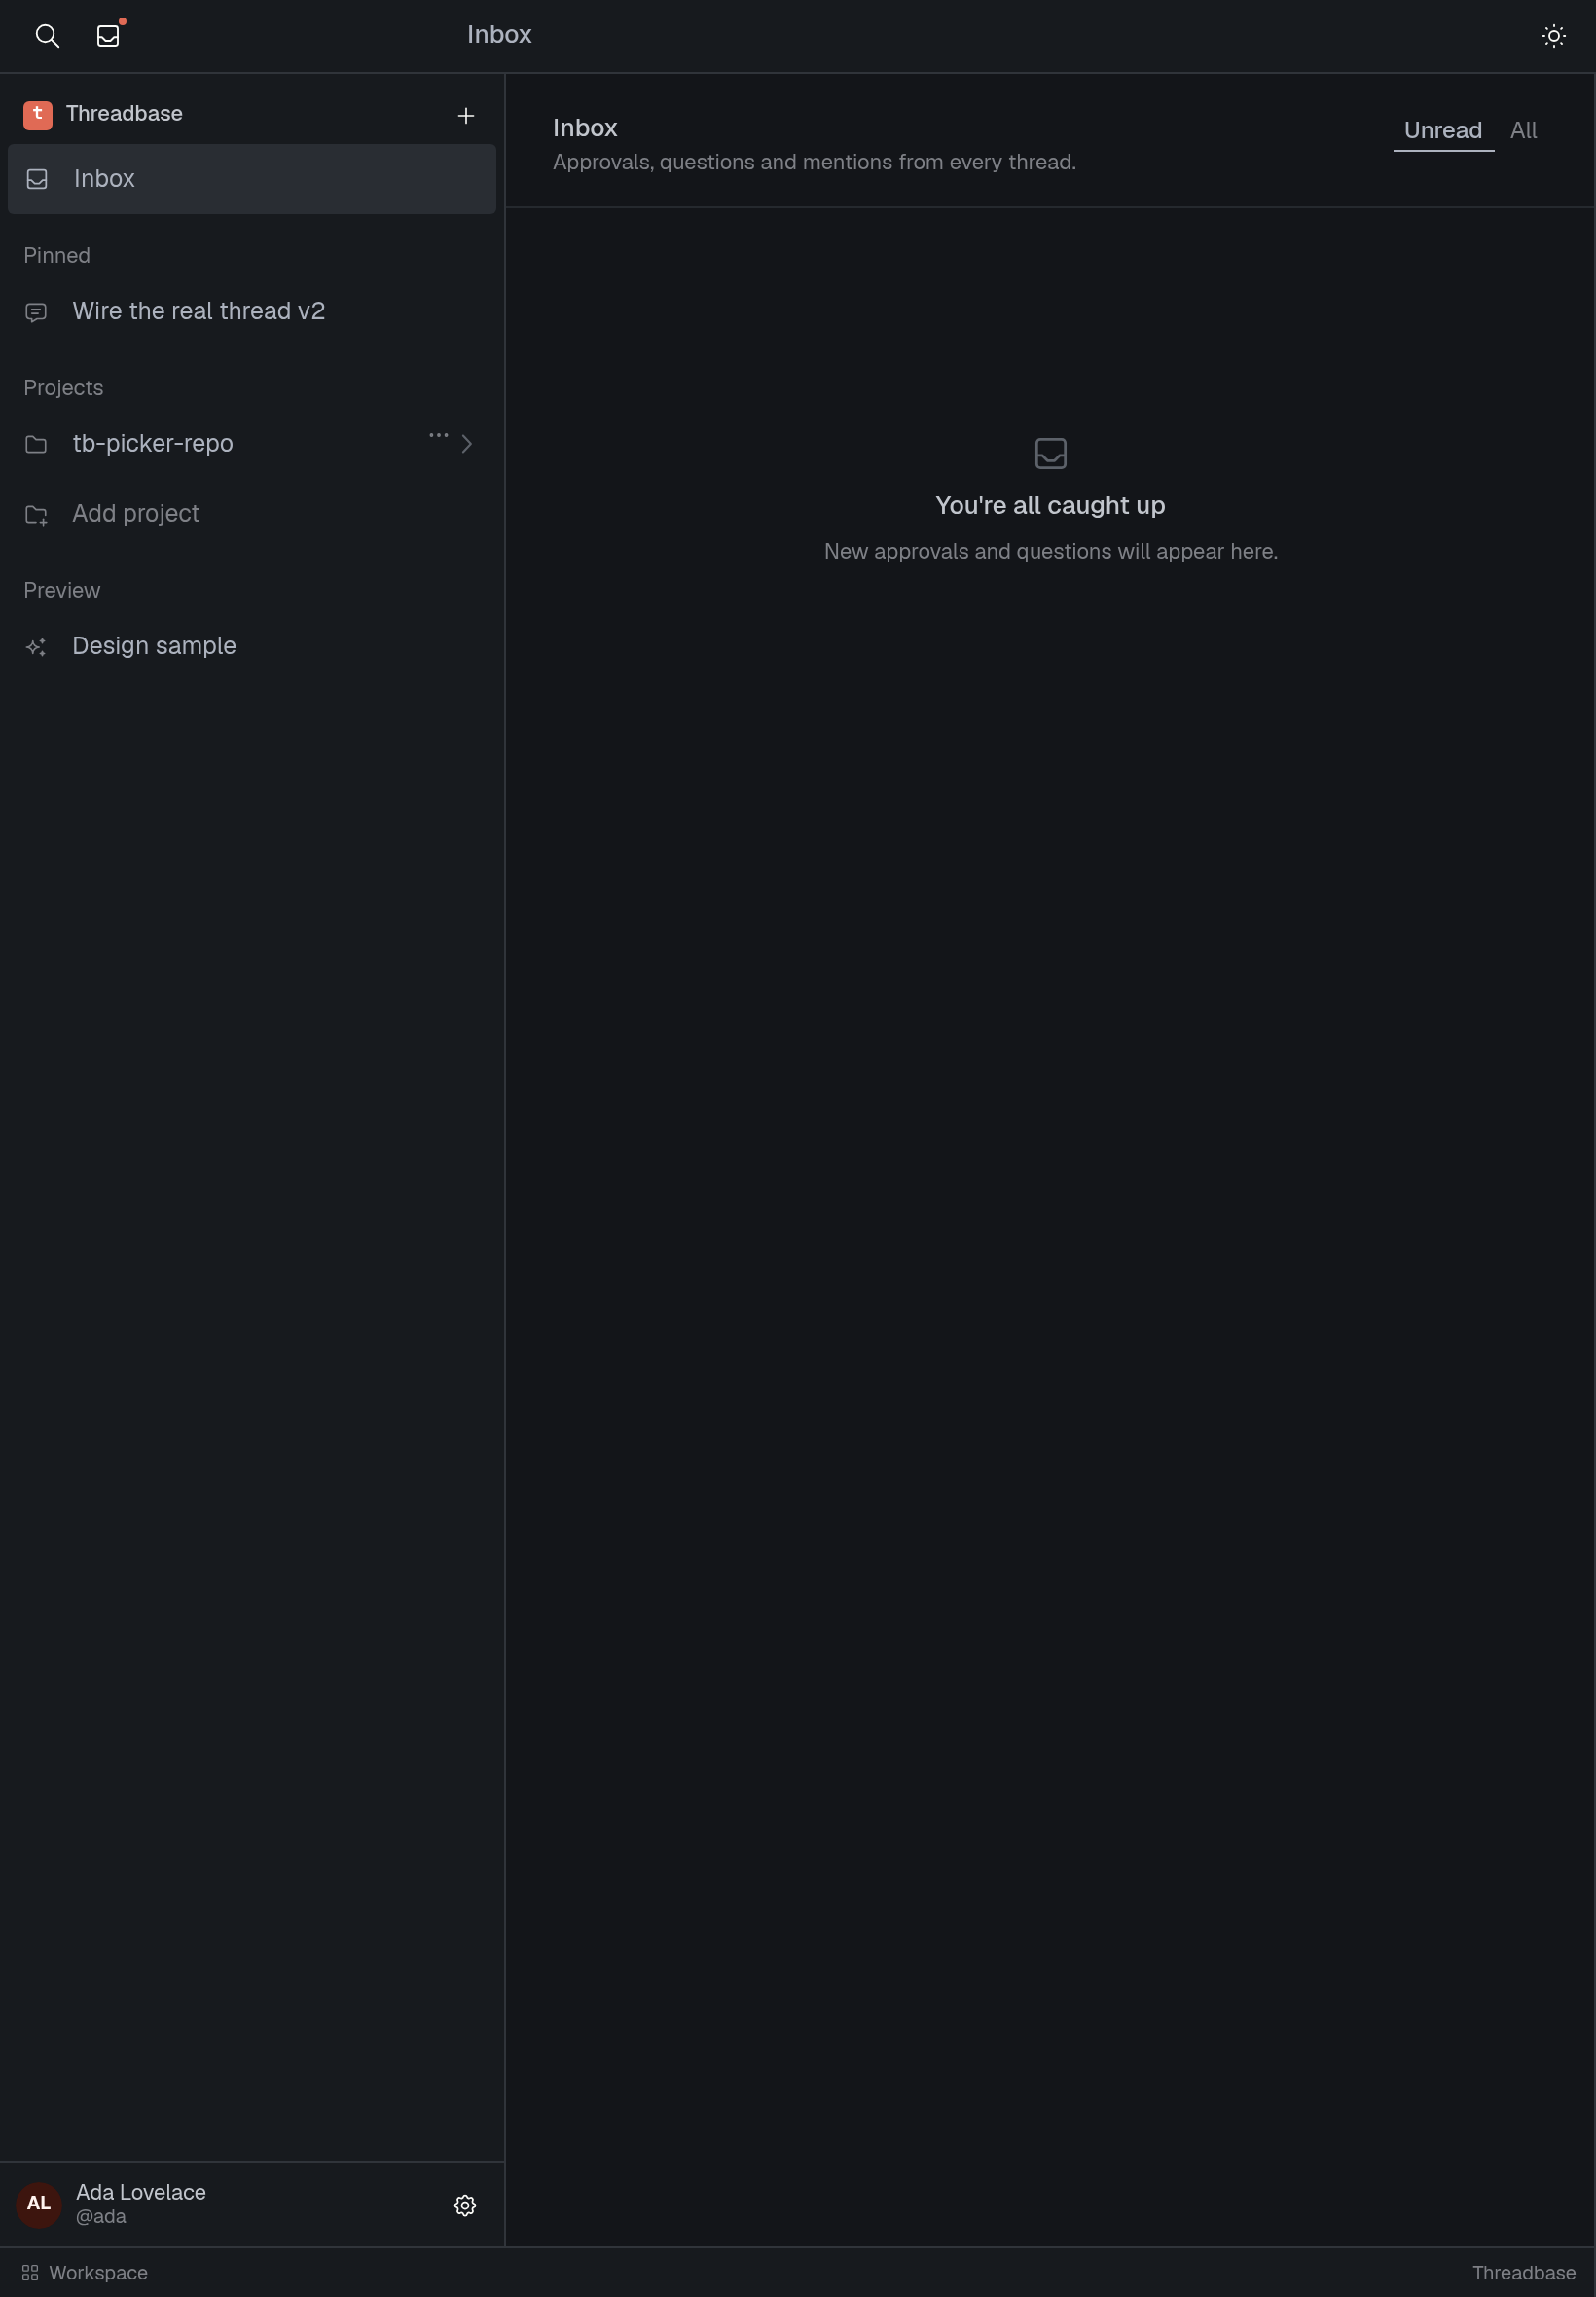 Inbox
t Threadbase
Inbox
Pinned
Wire the real thread v2
Projects
tb-picker-repo
Add project
Preview
Design sample
Inbox
Approvals, questions and mentions from every thread.
Unread All
You're all caught up
New approvals and questions will appear here.
AL Ada Lovelace
@ada
Workspace
Threadbase